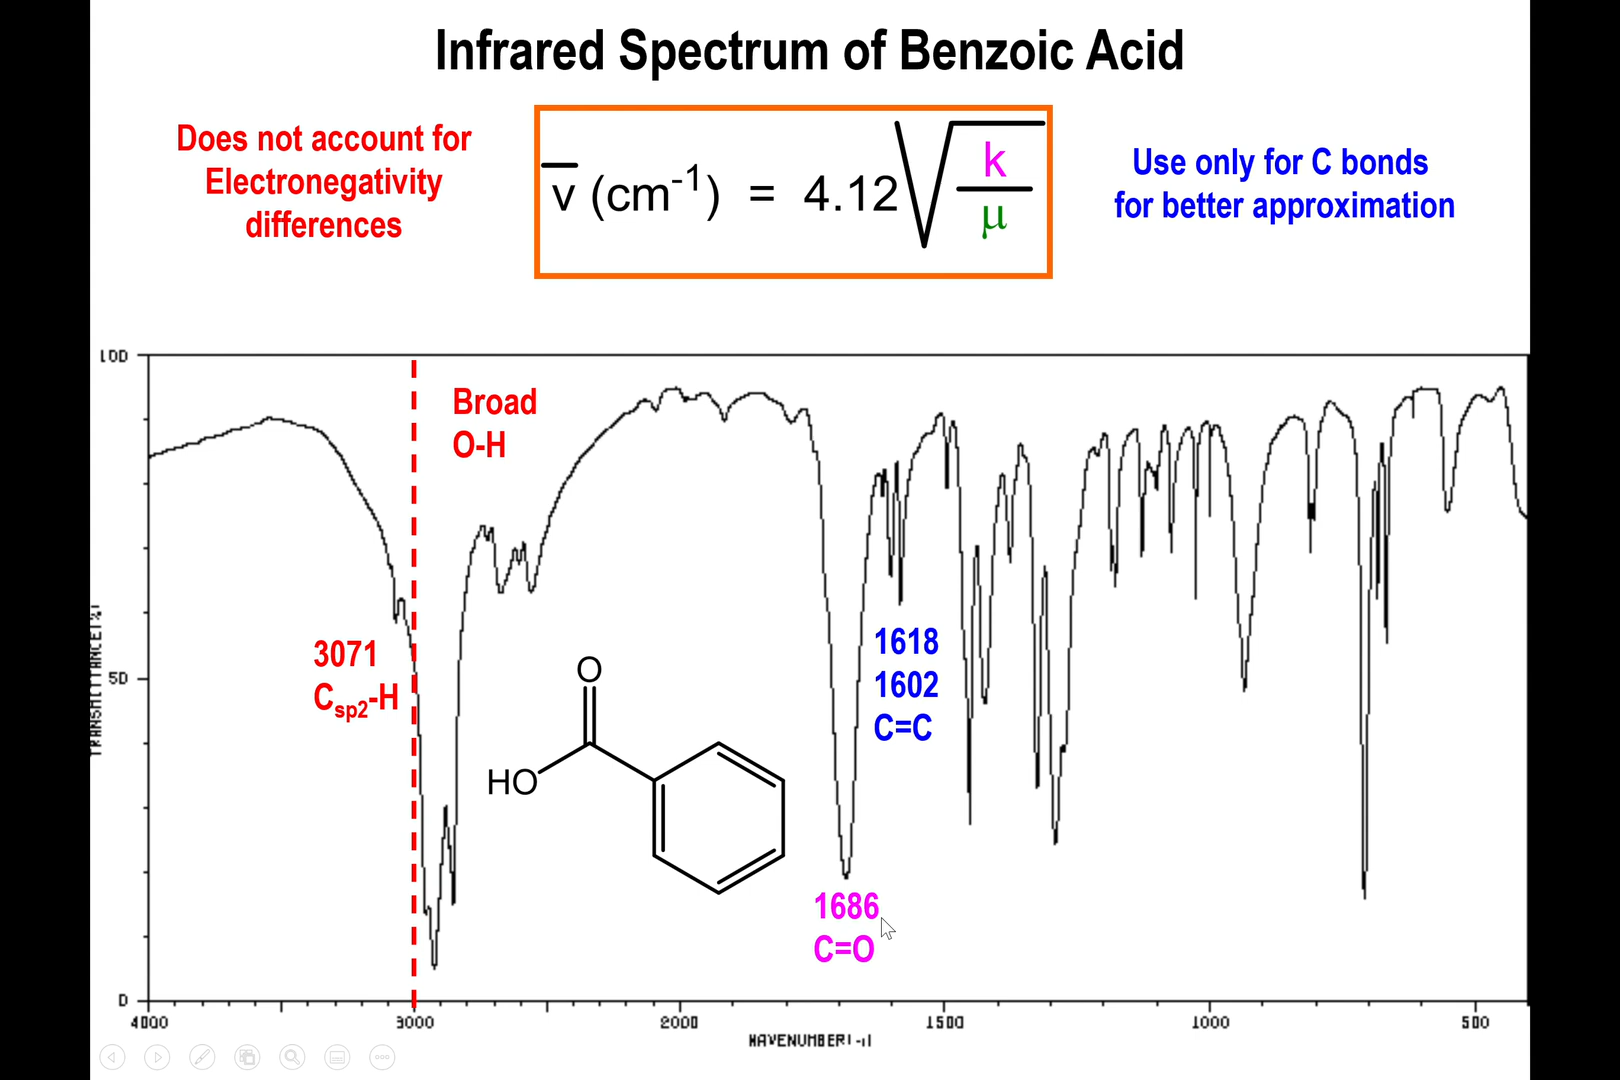 Infrared Spectrum of Benzoic Acid
Does not account for
Electronegativity
differences
v̅ (cm⁻¹) = 4.12√(k/μ)
Use only for C bonds
for better approximation
100
Broad
O-H
3071
Csp2-H
O
HO
1618
1602
C=C
50
TRANSMITTANCE(%)
1686
C=O
0
4000 3000 2000 1500 1000 500
WAVENUMBER(-1)